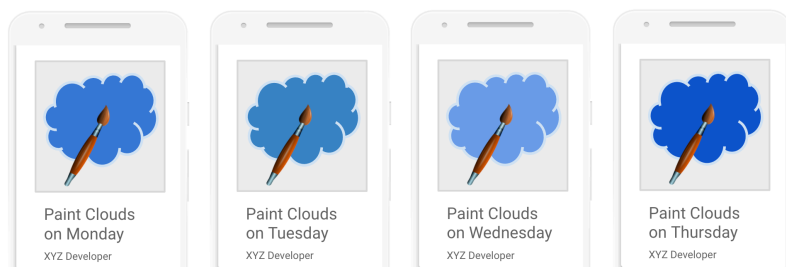 Paint Clouds
on Monday
XYZ Developer
Paint Clouds
on Tuesday
XYZ Developer
Paint Clouds
on Wednesday
XYZ Developer
Paint Clouds
on Thursday
XYZ Developer